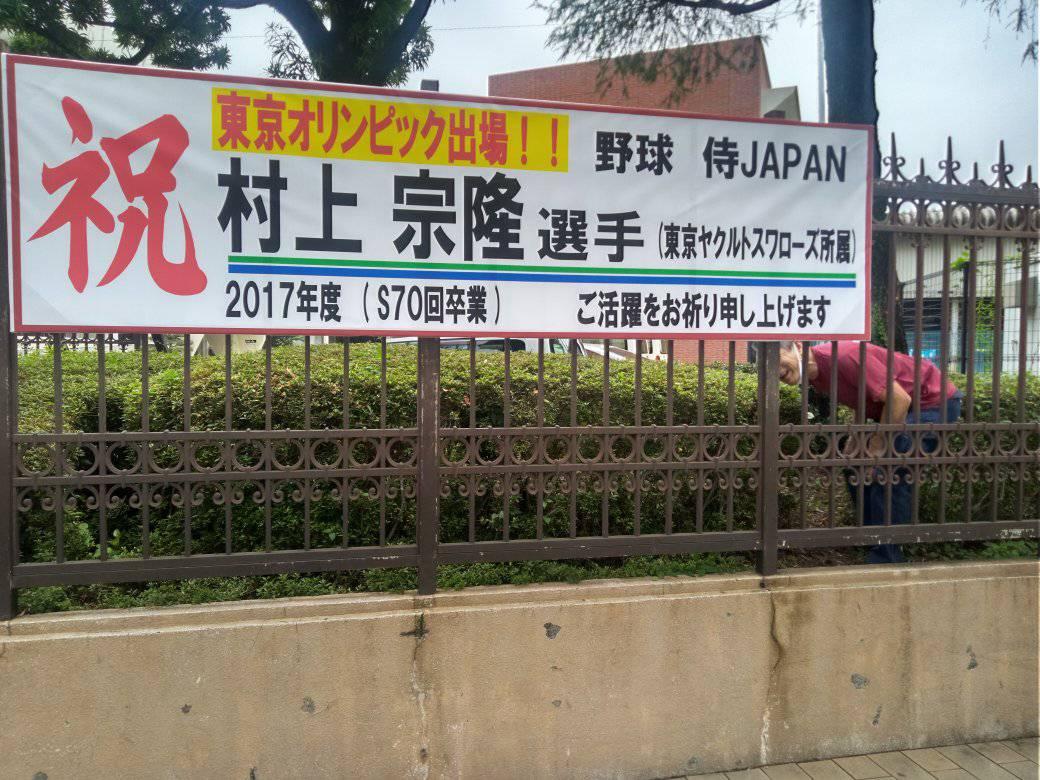 祝
東京オリンピック出場!!
野球 侍JAPAN
村上 宗隆 選手(東京ヤクルトスワローズ所属)
2017年度 (S70回卒業)
ご活躍をお祈り申し上げます